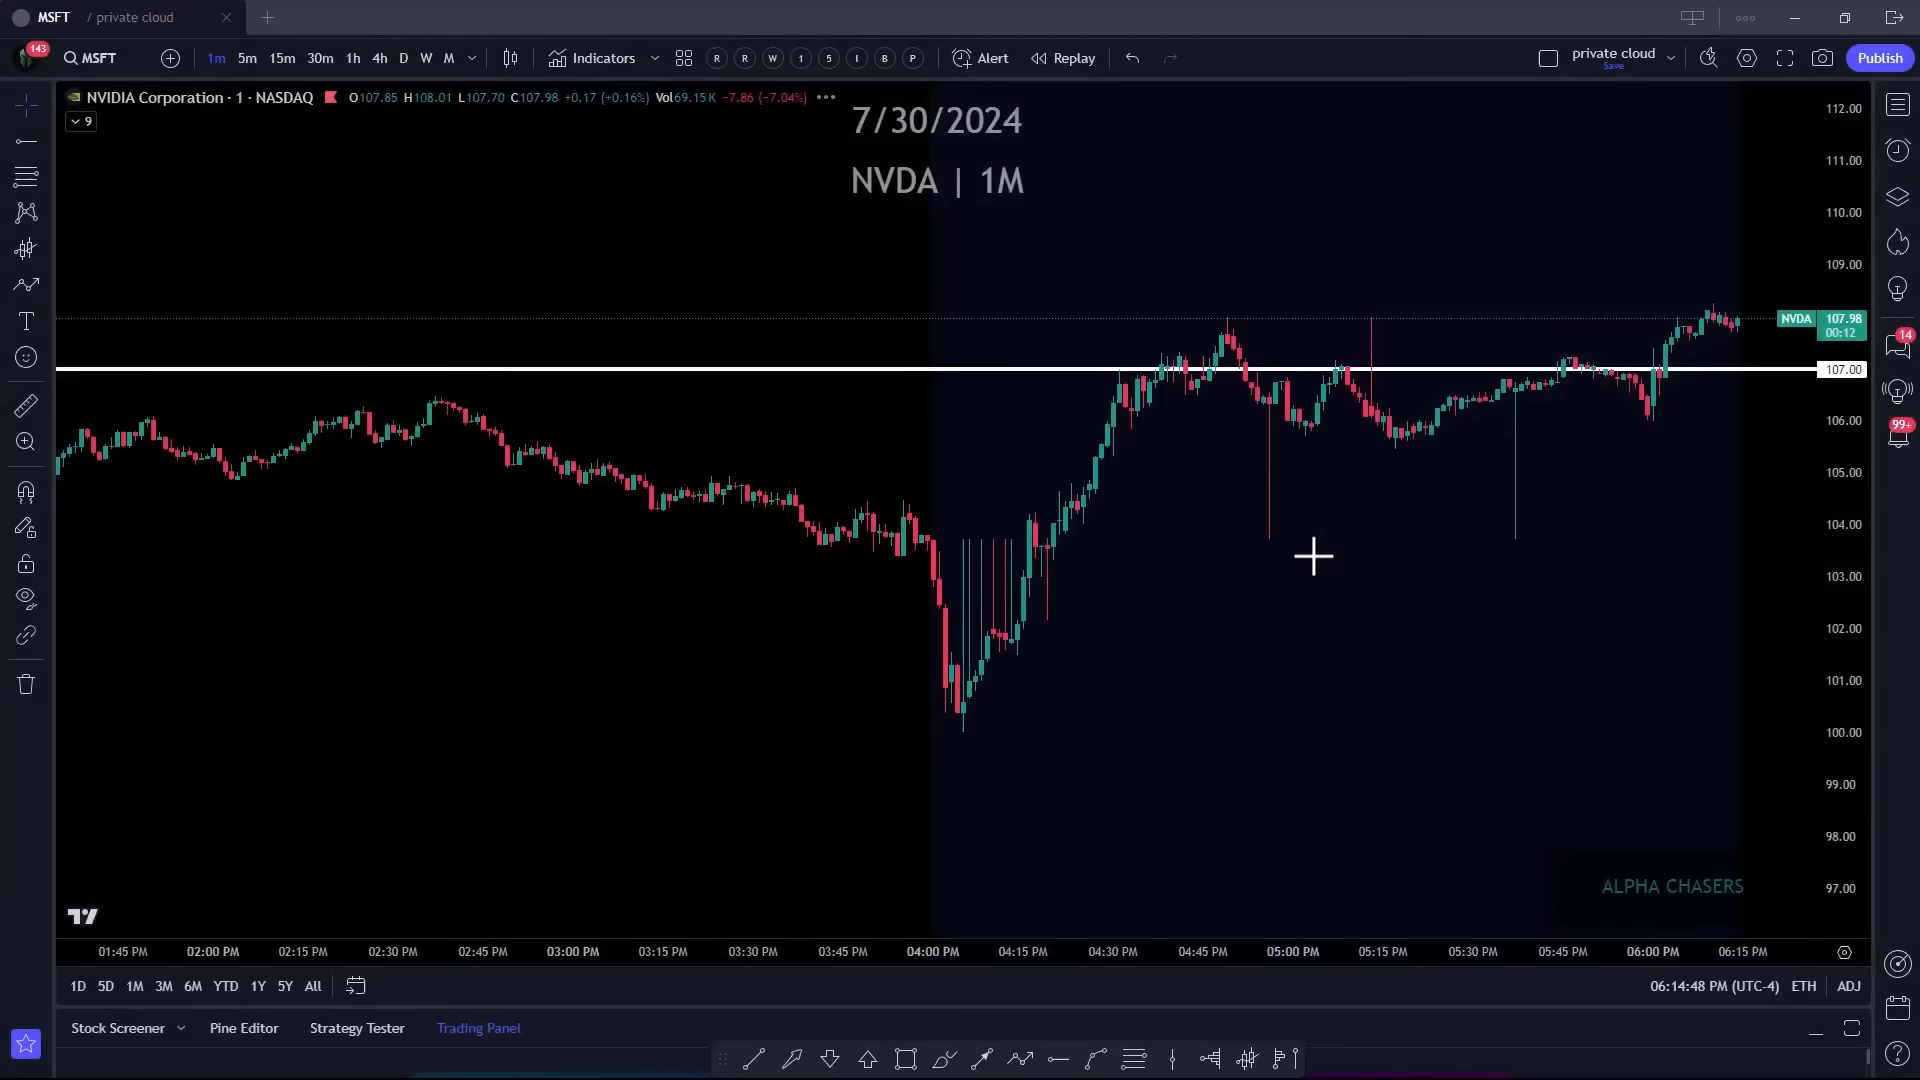 MSFT / private cloud
143
MSFT
1m 5m 15m 30m 1h 4h D W M
Indicators
R R W 1 5 I B P
Alert
Replay
private cloud
Save
Publish
NVIDIA Corporation · 1 · NASDAQ O107.85 H108.01 L107.70 C107.98 +0.17 (+0.16%) Vol69.15K −7.86 (−7.04%)
9
7/30/2024
NVDA | 1M
112.00
111.00
110.00
109.00
NVDA 107.98
00:12
107.00
106.00
105.00
104.00
103.00
102.00
101.00
100.00
99.00
98.00
97.00
14
99+
ALPHA CHASERS
01:45 PM 02:00 PM 02:15 PM 02:30 PM 02:45 PM 03:00 PM 03:15 PM 03:30 PM 03:45 PM 04:00 PM 04:15 PM 04:30 PM 04:45 PM 05:00 PM 05:15 PM 05:30 PM 05:45 PM 06:00 PM 06:15 PM
1D 5D 1M 3M 6M YTD 1Y 5Y All
06:14:48 PM (UTC-4) ETH ADJ
Stock Screener Pine Editor Strategy Tester Trading Panel